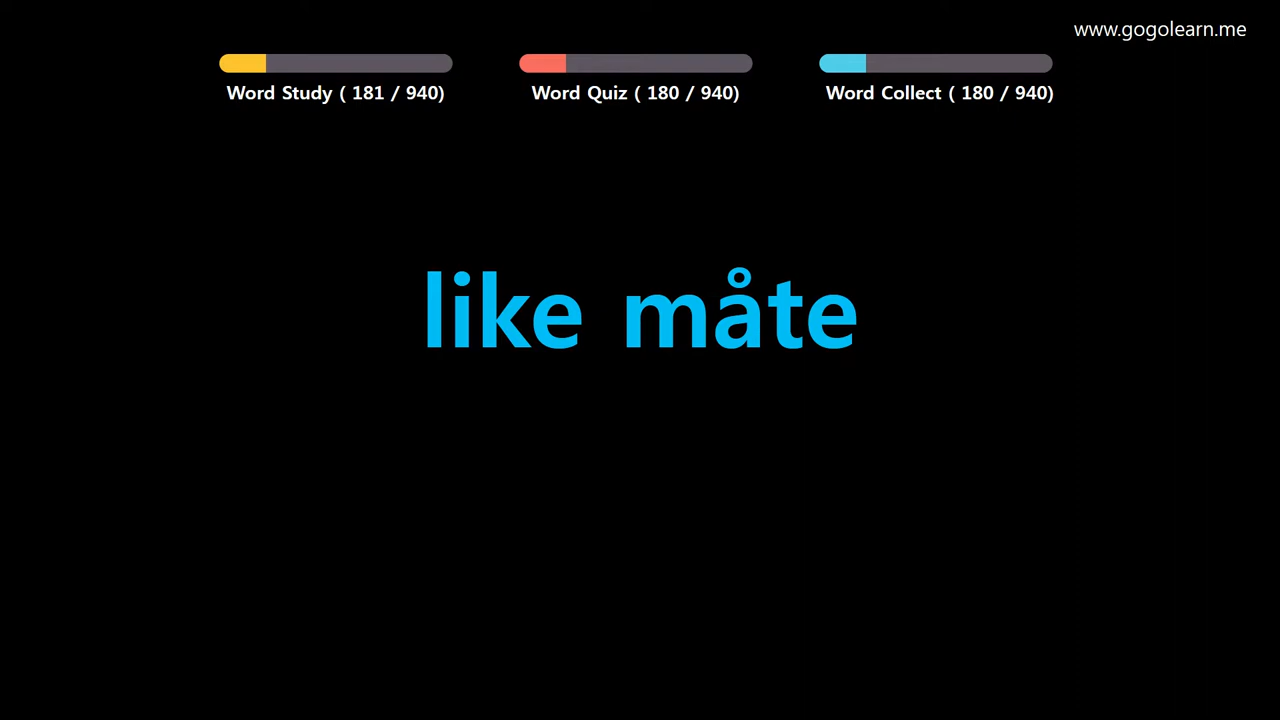 www.gogolearn.me
Word Study ( 181 / 940)
Word Quiz ( 180 / 940)
Word Collect ( 180 / 940)
like måte